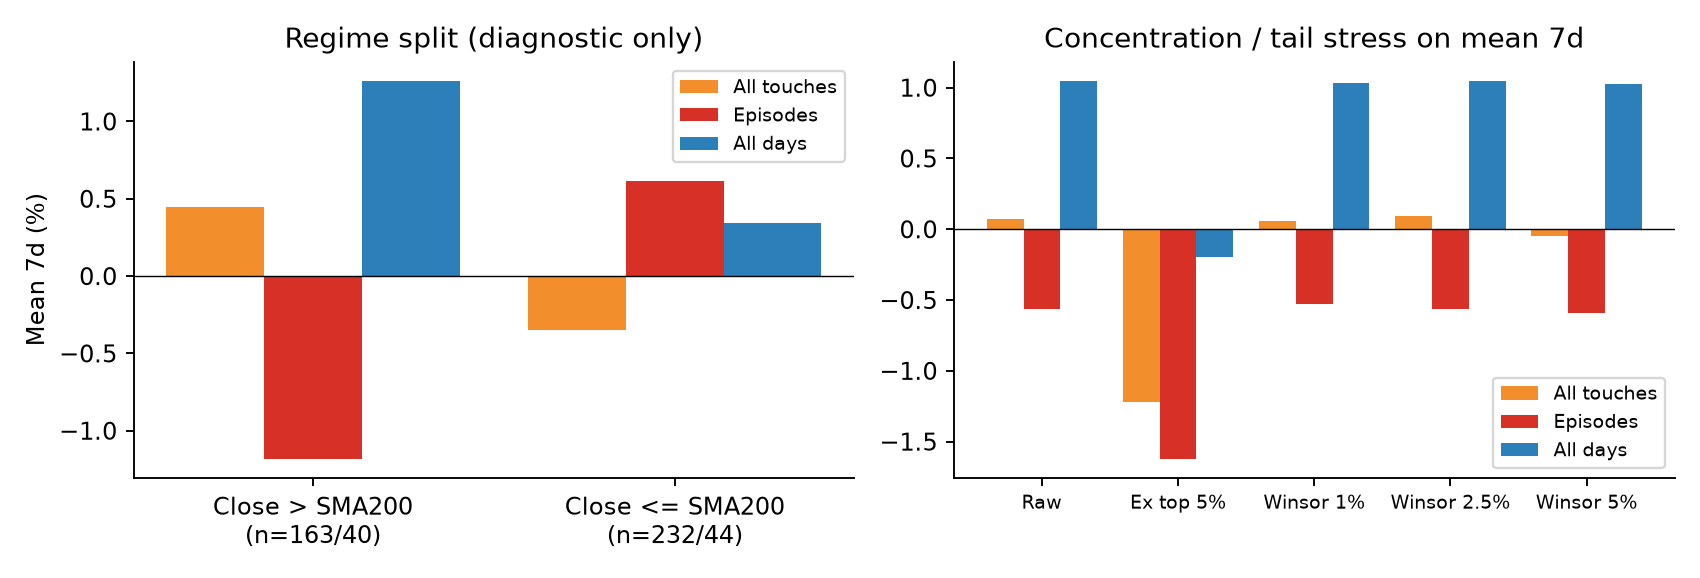 Regime split (diagnostic only)
Mean 7d (%)
1.0
0.5
0.0
−0.5
−1.0
All touches
Episodes
All days
Close > SMA200
(n=163/40)
Close <= SMA200
(n=232/44)
Concentration / tail stress on mean 7d
1.0
0.5
0.0
−0.5
−1.0
−1.5
All touches
Episodes
All days
Raw
Ex top 5%
Winsor 1%
Winsor 2.5%
Winsor 5%